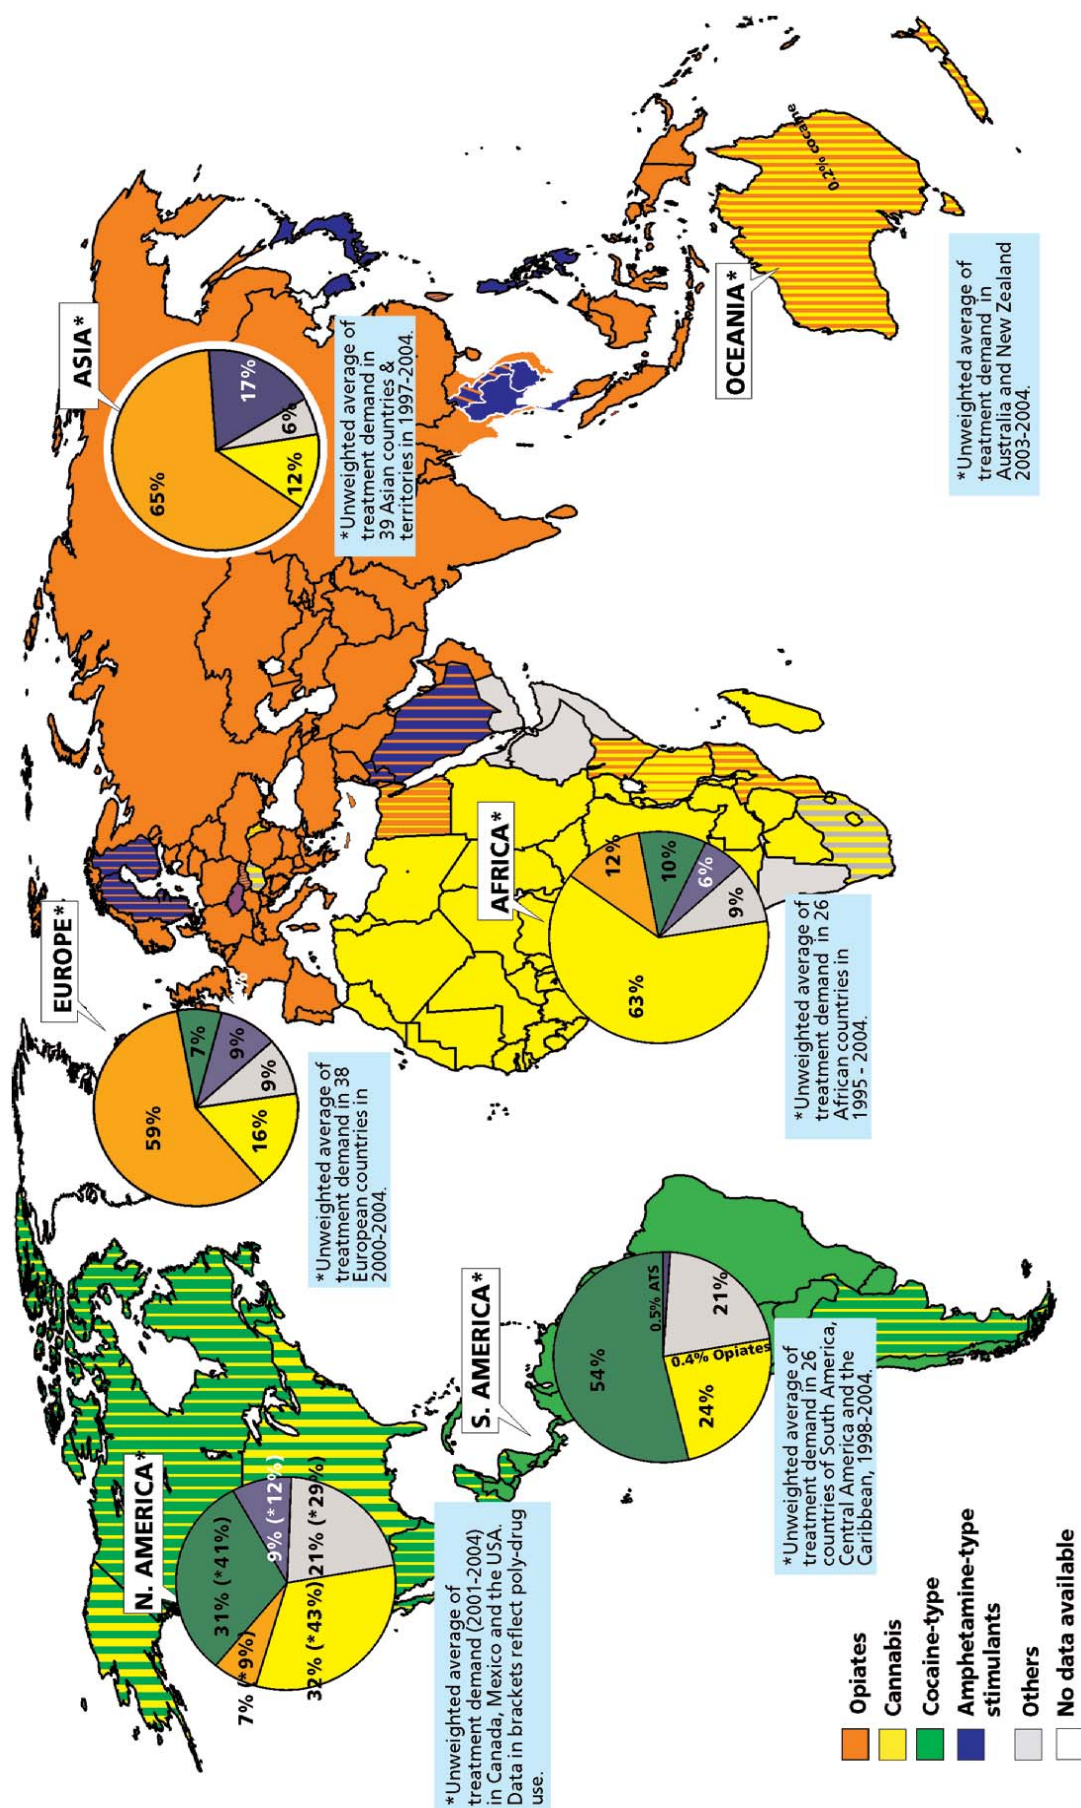 N. AMERICA*
31% (*41%)
9% (*12%)
21% (*29%)
32% (*43%)
7% (*9%)
*Unweighted average of
treatment demand (2001-2004)
in Canada, Mexico and the USA.
Data in brackets reflect poly-drug
use.
EUROPE*
59%
7%
9%
9%
16%
*Unweighted average of
treatment demand in 38
European countries in
2000-2004.
ASIA*
65%
17%
6%
12%
*Unweighted average of
treatment demand in
39 Asian countries &
territories in 1997-2004.
S. AMERICA*
54%
0.5% ATS
21%
0.4% Opiates
24%
*Unweighted average of
treatment demand in 26
countries of South America,
Central America and the
Caribbean, 1998-2004.
AFRICA*
12%
10%
6%
9%
63%
*Unweighted average of
treatment demand in 26
African countries in
1995 - 2004.
OCEANIA*
0.2% cocaine
*Unweighted average of
treatment demand in
Australia and New Zealand
2003-2004.
Opiates
Cannabis
Cocaine-type
Amphetamine-type
stimulants
Others
No data available